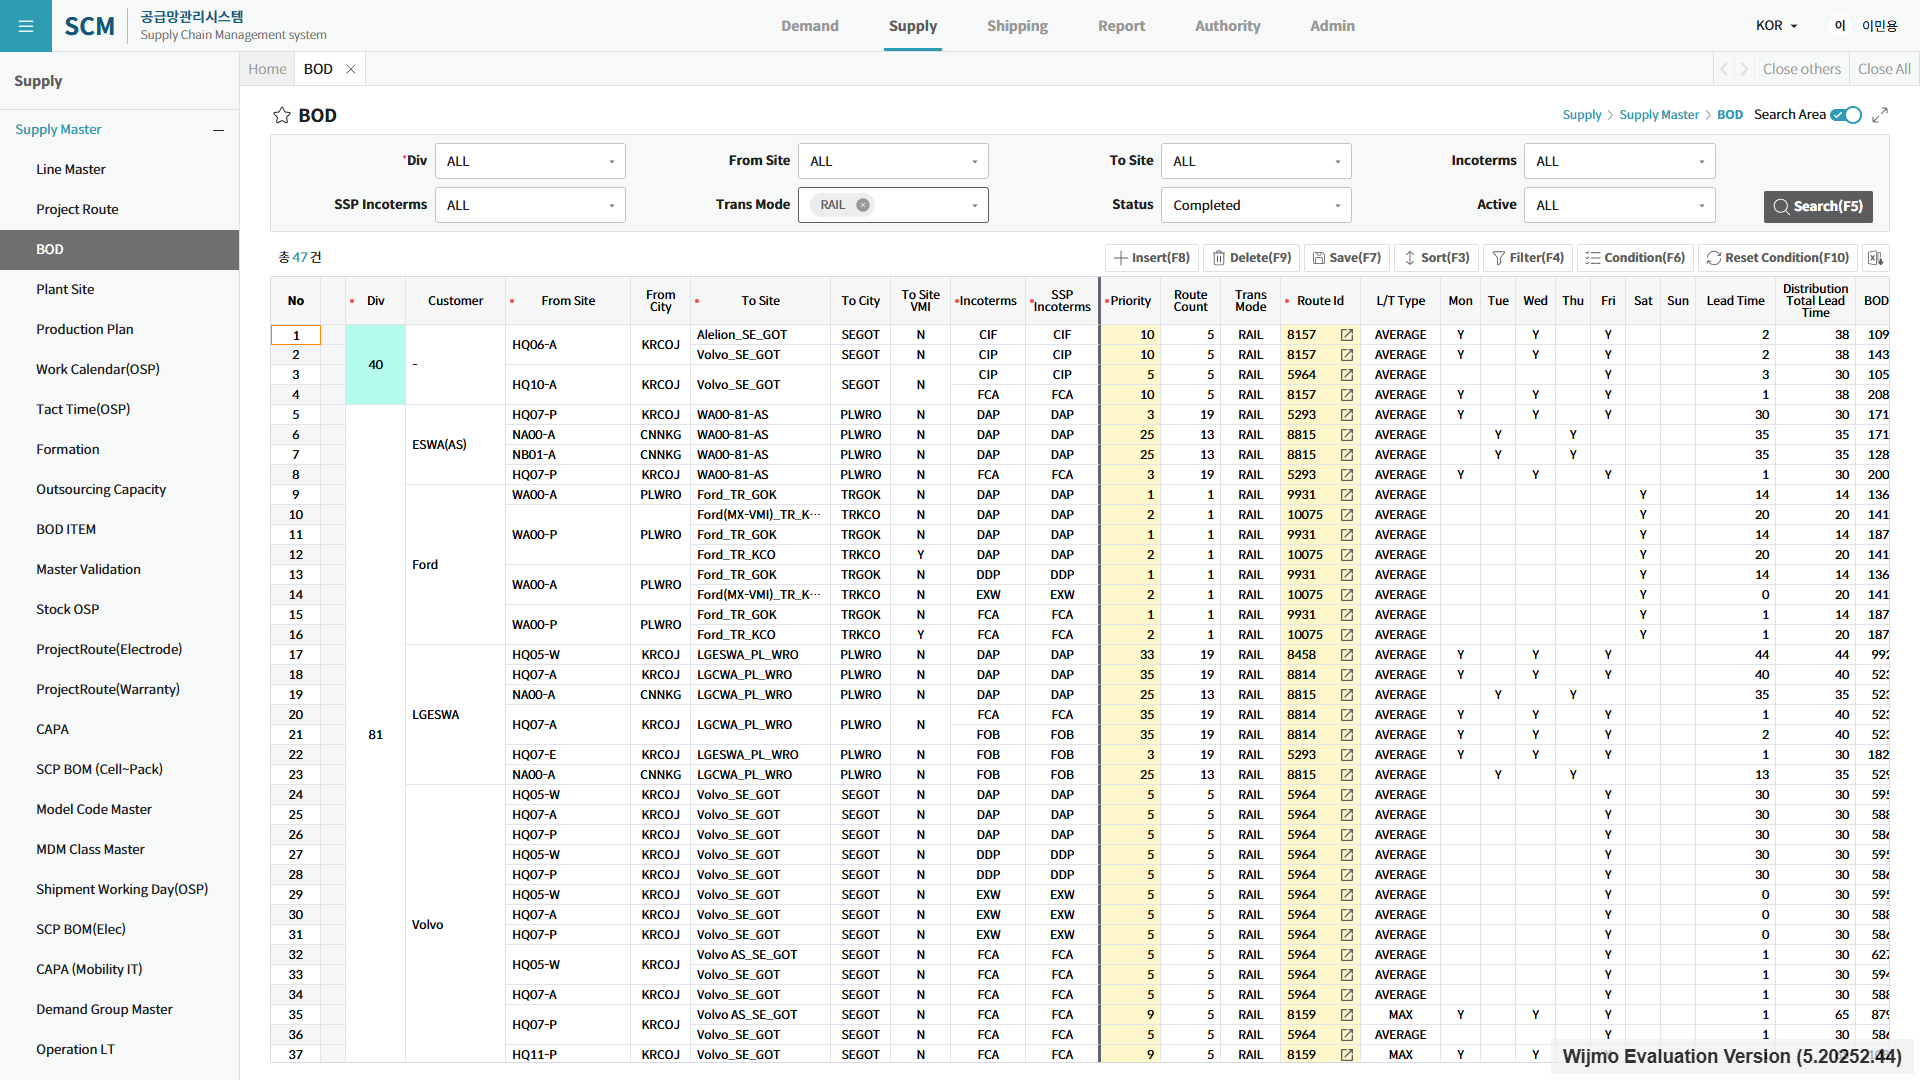 SCM 공급망관리시스템 Supply Chain Management system
Demand Supply Shipping Report Authority Admin
KOR 이 이민용
Supply
Supply Master
Line Master
Project Route
BOD
Plant Site
Production Plan
Work Calendar(OSP)
Tact Time(OSP)
Formation
Outsourcing Capacity
BOD ITEM
Master Validation
Stock OSP
ProjectRoute(Electrode)
ProjectRoute(Warranty)
CAPA
SCP BOM (Cell~Pack)
Model Code Master
MDM Class Master
Shipment Working Day(OSP)
SCP BOM(Elec)
CAPA (Mobility IT)
Demand Group Master
Operation LT
Home BOD Close others Close All
BOD
Supply > Supply Master > BOD Search Area
*Div ALL From Site ALL To Site ALL Incoterms ALL
SSP Incoterms ALL Trans Mode RAIL Status Completed Active ALL Search(F5)
총 47 건
Insert(F8) Delete(F9) Save(F7) Sort(F3) Filter(F4) Condition(F6) Reset Condition(F10)
No Div Customer From Site From City To Site To City To Site VMI Incoterms SSP Incoterms Priority Route Count Trans Mode Route Id L/T Type Mon Tue Wed Thu Fri Sat Sun Lead Time Distribution Total Lead Time BOD
1 40 - HQ06-A KRCOJ Alelion_SE_GOT SEGOT N CIF CIF 10 5 RAIL 8157 AVERAGE Y Y Y 2 38 109
2 Volvo_SE_GOT SEGOT N CIP CIP 10 5 RAIL 8157 AVERAGE Y Y Y 2 38 143
3 HQ10-A KRCOJ Volvo_SE_GOT SEGOT N CIP CIP 5 5 RAIL 5964 AVERAGE Y 3 30 105
4 FCA FCA 10 5 RAIL 8157 AVERAGE Y Y Y 1 38 208
5 81 ESWA(AS) HQ07-P KRCOJ WA00-81-AS PLWRO N DAP DAP 3 19 RAIL 5293 AVERAGE Y Y Y 30 30 171
6 NA00-A CNNKG WA00-81-AS PLWRO N DAP DAP 25 13 RAIL 8815 AVERAGE Y Y 35 35 171
7 NB01-A CNNKG WA00-81-AS PLWRO N DAP DAP 25 13 RAIL 8815 AVERAGE Y Y 35 35 128
8 HQ07-P KRCOJ WA00-81-AS PLWRO N FCA FCA 3 19 RAIL 5293 AVERAGE Y Y Y 1 30 200
9 Ford WA00-A PLWRO Ford_TR_GOK TRGOK N DAP DAP 1 1 RAIL 9931 AVERAGE Y 14 14 136
10 WA00-P PLWRO Ford(MX-VMI)_TR_K··· TRKCO N DAP DAP 2 1 RAIL 10075 AVERAGE Y 20 20 141
11 Ford_TR_GOK TRGOK N DAP DAP 1 1 RAIL 9931 AVERAGE Y 14 14 187
12 Ford_TR_KCO TRKCO Y DAP DAP 2 1 RAIL 10075 AVERAGE Y 20 20 141
13 WA00-A PLWRO Ford_TR_GOK TRGOK N DDP DDP 1 1 RAIL 9931 AVERAGE Y 14 14 136
14 Ford(MX-VMI)_TR_K··· TRKCO N EXW EXW 2 1 RAIL 10075 AVERAGE Y 0 20 141
15 WA00-P PLWRO Ford_TR_GOK TRGOK N FCA FCA 1 1 RAIL 9931 AVERAGE Y 1 14 187
16 Ford_TR_KCO TRKCO Y FCA FCA 2 1 RAIL 10075 AVERAGE Y 1 20 187
17 LGESWA HQ05-W KRCOJ LGESWA_PL_WRO PLWRO N DAP DAP 33 19 RAIL 8458 AVERAGE Y Y Y 44 44 992
18 HQ07-A KRCOJ LGCWA_PL_WRO PLWRO N DAP DAP 35 19 RAIL 8814 AVERAGE Y Y Y 40 40 523
19 NA00-A CNNKG LGCWA_PL_WRO PLWRO N DAP DAP 25 13 RAIL 8815 AVERAGE Y Y 35 35 523
20 HQ07-A KRCOJ LGCWA_PL_WRO PLWRO N FCA FCA 35 19 RAIL 8814 AVERAGE Y Y Y 1 40 523
21 FOB FOB 35 19 RAIL 8814 AVERAGE Y Y Y 2 40 523
22 HQ07-E KRCOJ LGESWA_PL_WRO PLWRO N FOB FOB 3 19 RAIL 5293 AVERAGE Y Y Y 1 30 182
23 NA00-A CNNKG LGCWA_PL_WRO PLWRO N FOB FOB 25 13 RAIL 8815 AVERAGE Y Y 13 35 529
24 Volvo HQ05-W KRCOJ Volvo_SE_GOT SEGOT N DAP DAP 5 5 RAIL 5964 AVERAGE Y 30 30 595
25 HQ07-A KRCOJ Volvo_SE_GOT SEGOT N DAP DAP 5 5 RAIL 5964 AVERAGE Y 30 30 588
26 HQ07-P KRCOJ Volvo_SE_GOT SEGOT N DAP DAP 5 5 RAIL 5964 AVERAGE Y 30 30 586
27 HQ05-W KRCOJ Volvo_SE_GOT SEGOT N DDP DDP 5 5 RAIL 5964 AVERAGE Y 30 30 595
28 HQ07-P KRCOJ Volvo_SE_GOT SEGOT N DDP DDP 5 5 RAIL 5964 AVERAGE Y 30 30 586
29 HQ05-W KRCOJ Volvo_SE_GOT SEGOT N EXW EXW 5 5 RAIL 5964 AVERAGE Y 0 30 595
30 HQ07-A KRCOJ Volvo_SE_GOT SEGOT N EXW EXW 5 5 RAIL 5964 AVERAGE Y 0 30 588
31 HQ07-P KRCOJ Volvo_SE_GOT SEGOT N EXW EXW 5 5 RAIL 5964 AVERAGE Y 0 30 586
32 HQ05-W KRCOJ Volvo AS_SE_GOT SEGOT N FCA FCA 5 5 RAIL 5964 AVERAGE Y 1 30 627
33 Volvo_SE_GOT SEGOT N FCA FCA 5 5 RAIL 5964 AVERAGE Y 1 30 594
34 HQ07-A KRCOJ Volvo_SE_GOT SEGOT N FCA FCA 5 5 RAIL 5964 AVERAGE Y 1 30 588
35 HQ07-P KRCOJ Volvo AS_SE_GOT SEGOT N FCA FCA 9 5 RAIL 8159 MAX Y Y Y 1 65 879
36 Volvo_SE_GOT SEGOT N FCA FCA 5 5 RAIL 5964 AVERAGE Y 1 30 586
37 HQ11-P KRCOJ Volvo_SE_GOT SEGOT N FCA FCA 9 5 RAIL 8159 MAX Y Y
Wijmo Evaluation Version (5.20252.44)